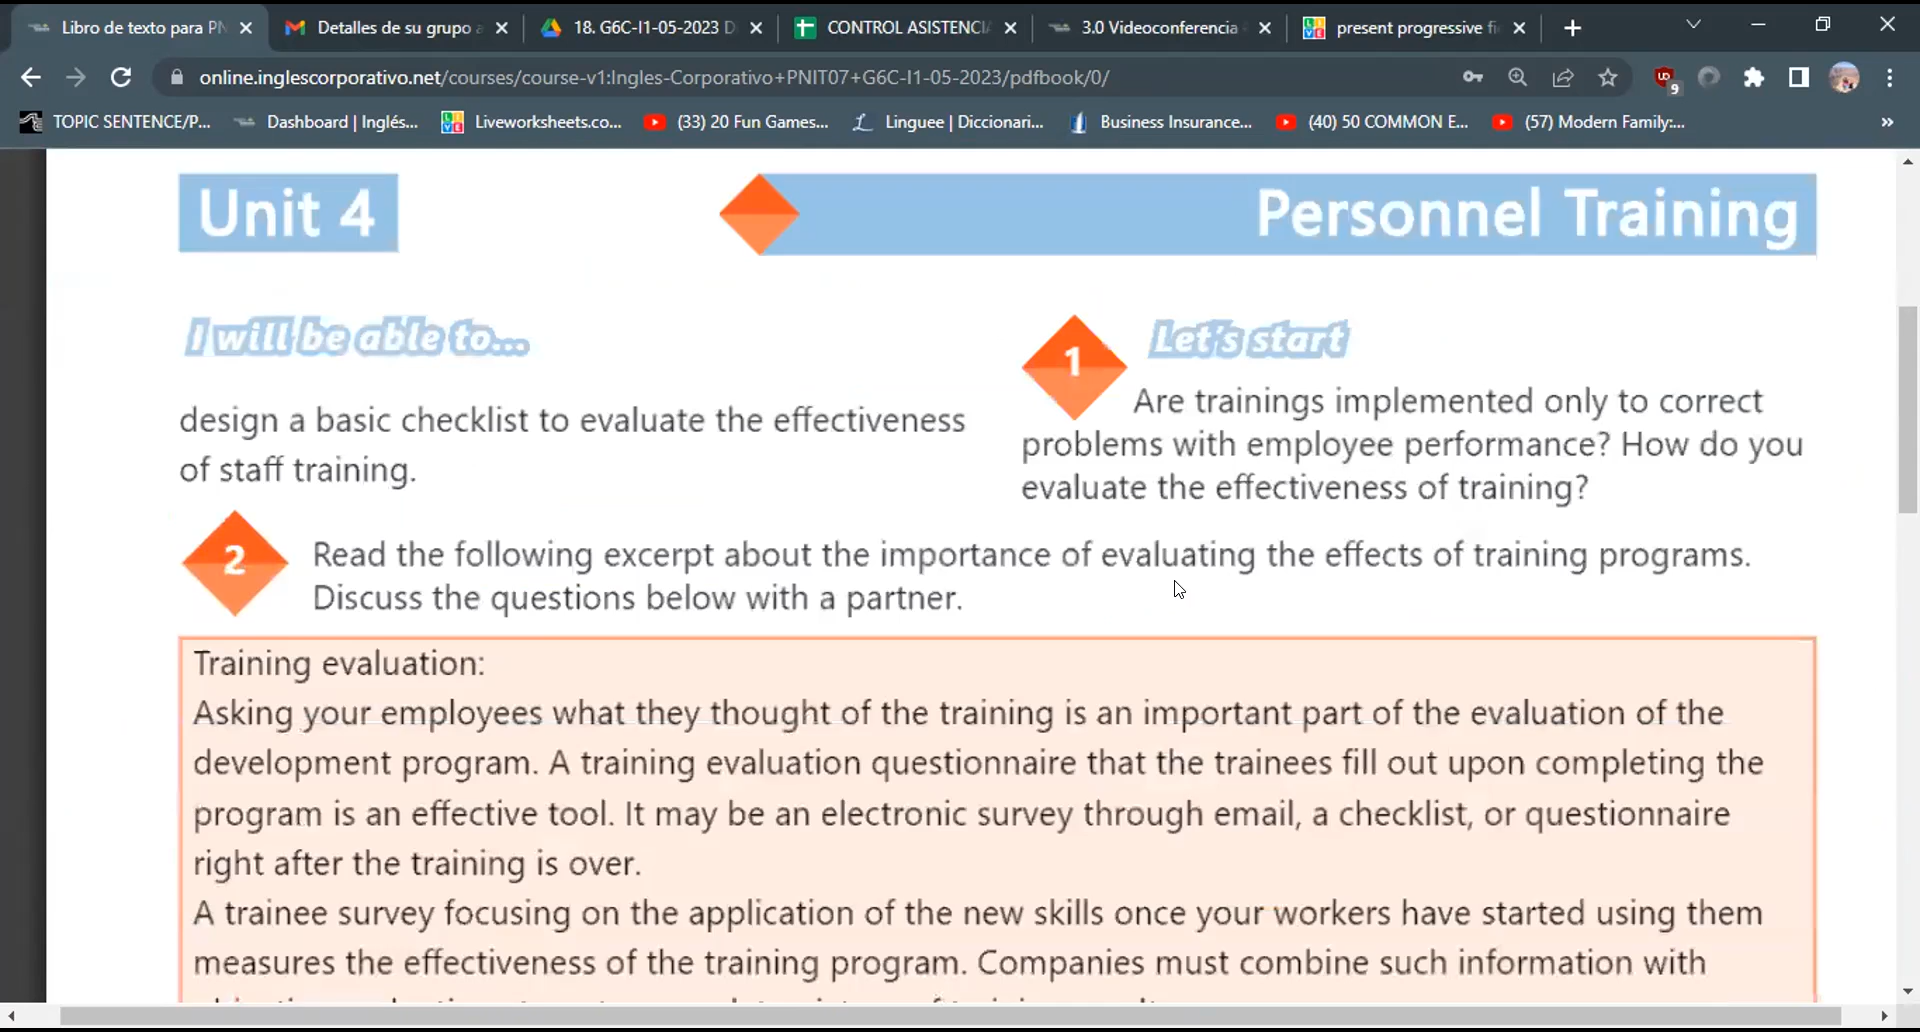 Libro de texto para PN
Detalles de su grupo a
18. G6C-I1-05-2023 D
CONTROL ASISTENCIA
3.0 Videoconferencia
present progressive fi
online.inglescorporativo.net/courses/course-v1:Ingles-Corporativo+PNIT07+G6C-I1-05-2023/pdfbook/0/
9
TOPIC SENTENCE/P...
Dashboard | Inglés...
Liveworksheets.co...
(33) 20 Fun Games...
Linguee | Diccionari...
Business Insurance...
(40) 50 COMMON E...
(57) Modern Family:...
Unit 4
Personnel Training
I will be able to...
design a basic checklist to evaluate the effectiveness
of staff training.
1
Let's start
Are trainings implemented only to correct
problems with employee performance? How do you
evaluate the effectiveness of training?
2
Read the following excerpt about the importance of evaluating the effects of training programs.
Discuss the questions below with a partner.
Training evaluation:
Asking your employees what they thought of the training is an important part of the evaluation of the
development program. A training evaluation questionnaire that the trainees fill out upon completing the
program is an effective tool. It may be an electronic survey through email, a checklist, or questionnaire
right after the training is over.
A trainee survey focusing on the application of the new skills once your workers have started using them
measures the effectiveness of the training program. Companies must combine such information with